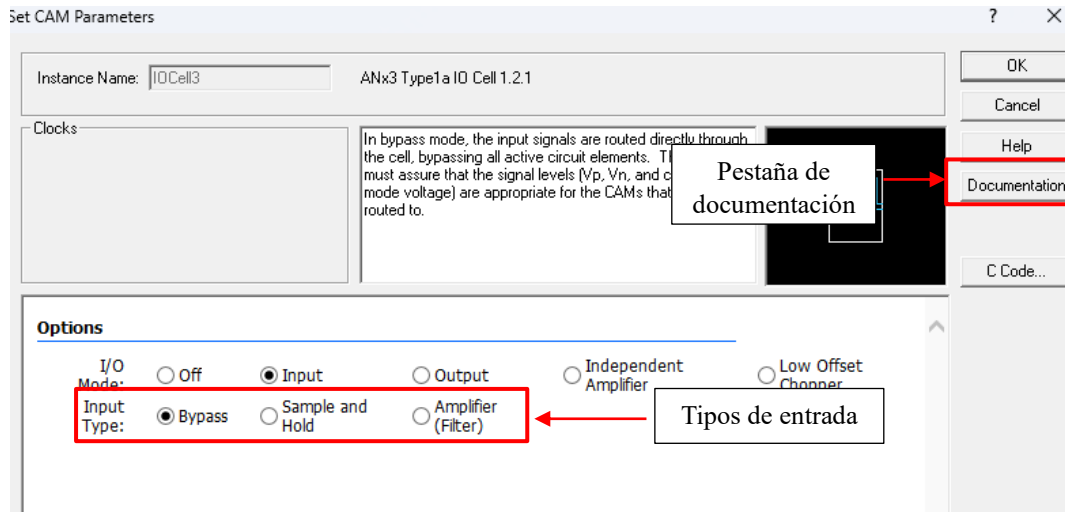 Set CAM Parameters ? X
Instance Name: IOCell3 ANx3 Type1a IO Cell 1.2.1
OK
Cancel
Help
Documentation
C Code...
Clocks
In bypass mode, the input signals are routed directly through
the cell, bypassing all active circuit elements.
must assure that the signal levels (Vp, Vn, and
mode voltage) are appropriate for the CAMs that
routed to.
Pestaña de
documentación
Options
I/O
Mode:
Off
Input
Output
Independent
Amplifier
Low Offset
Chopper
Input
Type:
Bypass
Sample and
Hold
Amplifier
(Filter)
Tipos de entrada